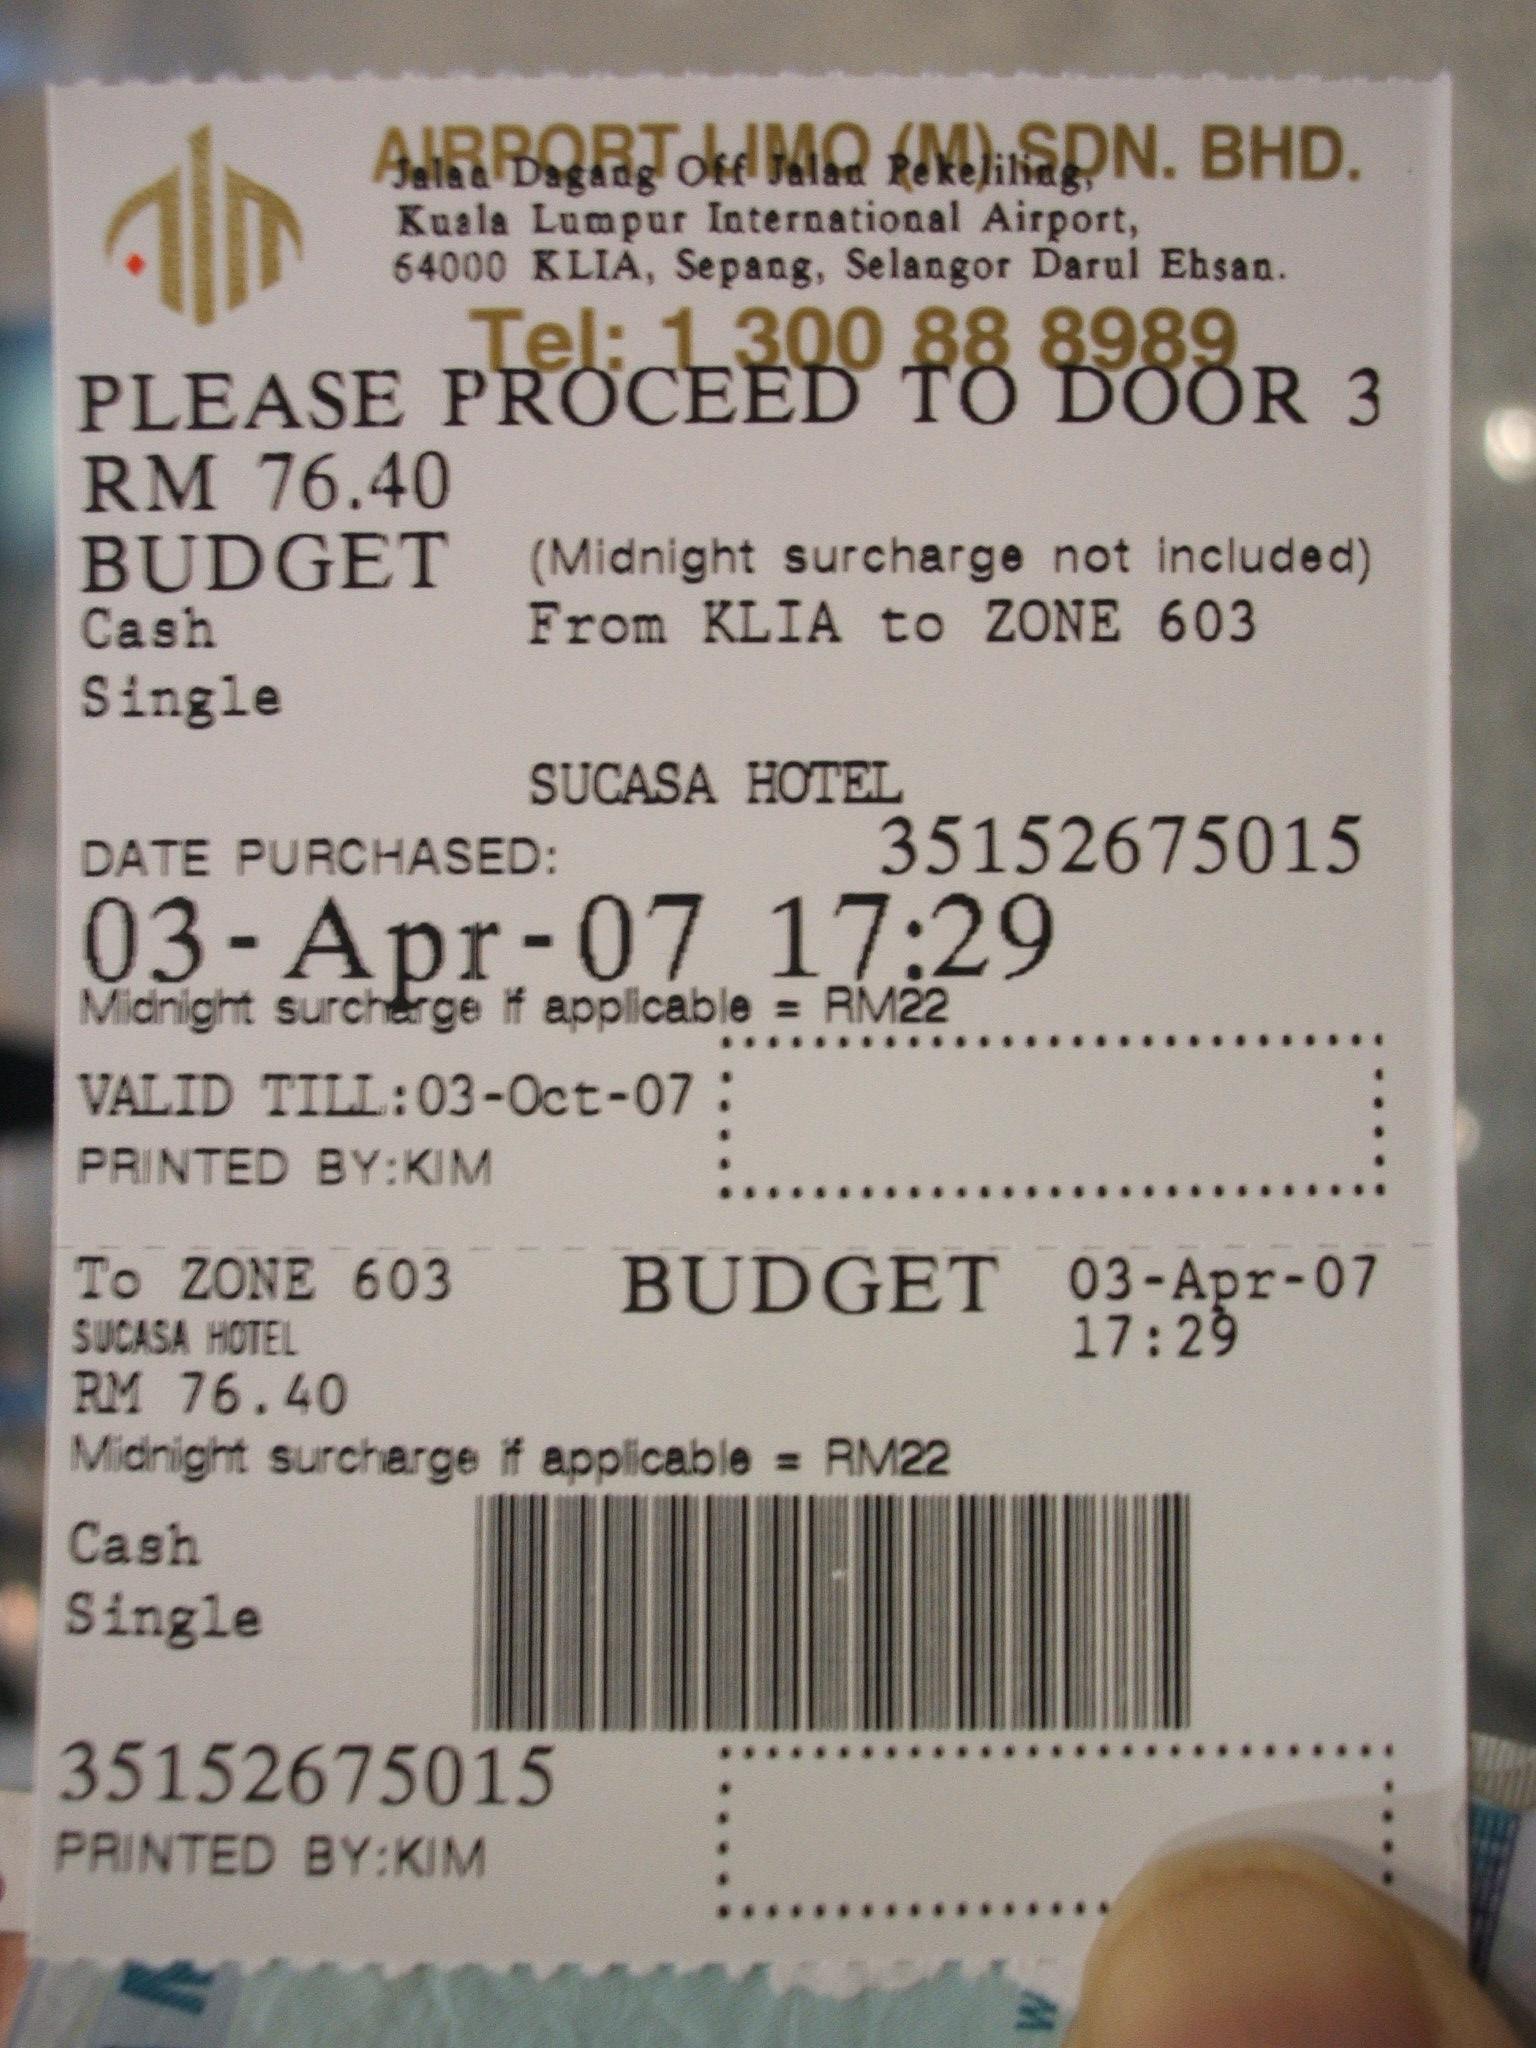 AIRPORT LIMO (M) SDN. BHD.
Jalan Dagang Off Jalan Pekeliling,
Kuala Lumpur International Airport,
64000 KLIA, Sepang, Selangor Darul Ehsan.
Tel: 1 300 88 8989
PLEASE PROCEED TO DOOR 3
RM 76.40
BUDGET (Midnight surcharge not included)
Cash From KLIA to ZONE 603
Single
SUCASA HOTEL
DATE PURCHASED: 35152675015
03-Apr-07 17:29
Midnight surcharge if applicable = RM22
VALID TILL:03-Oct-07
PRINTED BY:KIM
To ZONE 603 BUDGET 03-Apr-07
SUCASA HOTEL 17:29
RM 76.40
Midnight surcharge if applicable = RM22
Cash
Single
35152675015
PRINTED BY:KIM